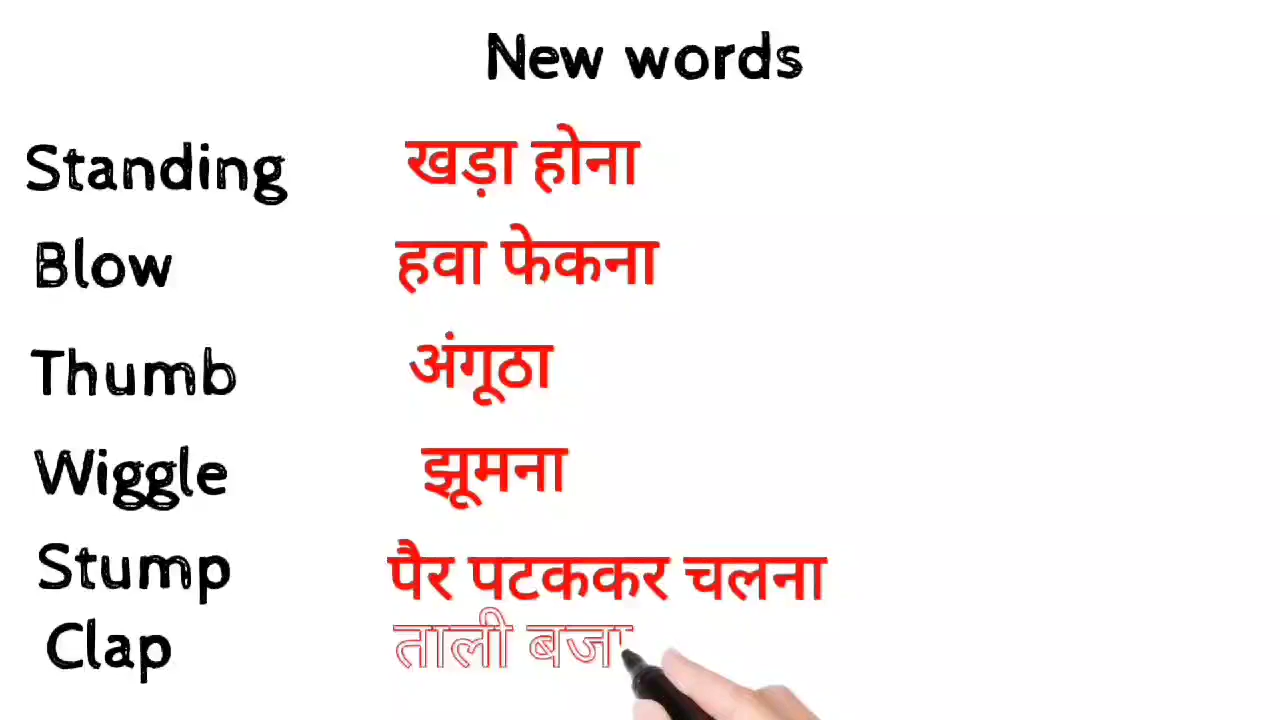 New words
Standing खड़ा होना
Blow हवा फेकना
Thumb अंगूठा
Wiggle झूमना
Stump पैर पटककर चलना
Clap ताली बजा